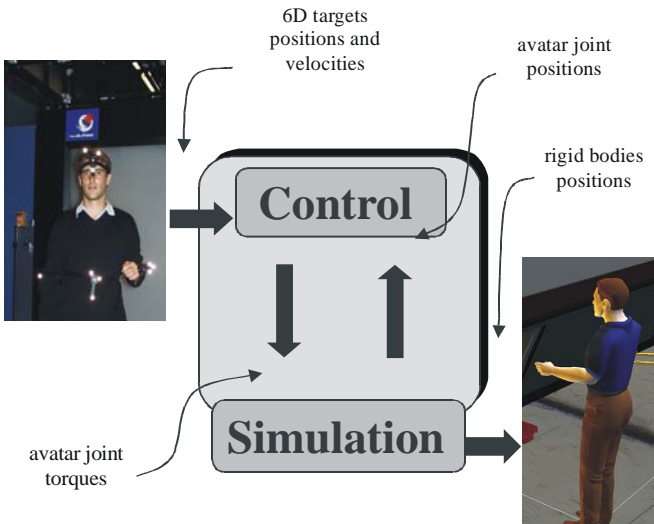 6D targets
positions and
velocities
avatar joint
positions
rigid bodies
positions
Control
Simulation
avatar joint
torques